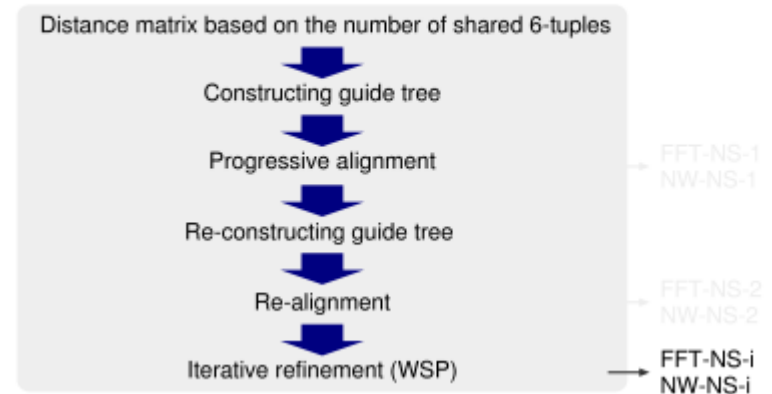 Distance matrix based on the number of shared 6-tuples
Constructing guide tree
Progressive alignment
FFT-NS-1
NW-NS-1
Re-constructing guide tree
Re-alignment
FFT-NS-2
NW-NS-2
Iterative refinement (WSP)
FFT-NS-i
NW-NS-i